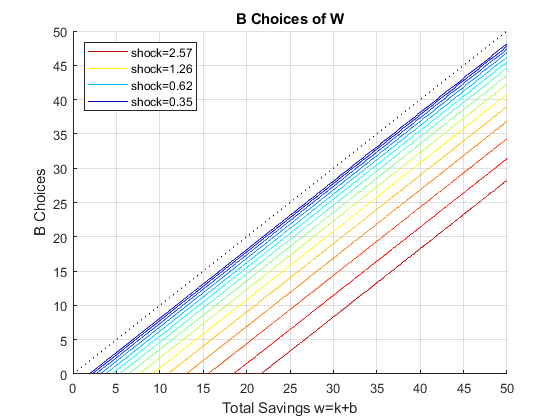 B Choices of W
shock=2.57
shock=1.26
shock=0.62
shock=0.35
B Choices
50
45
40
35
30
25
20
15
10
5
0
0 5 10 15 20 25 30 35 40 45 50
Total Savings w=k+b